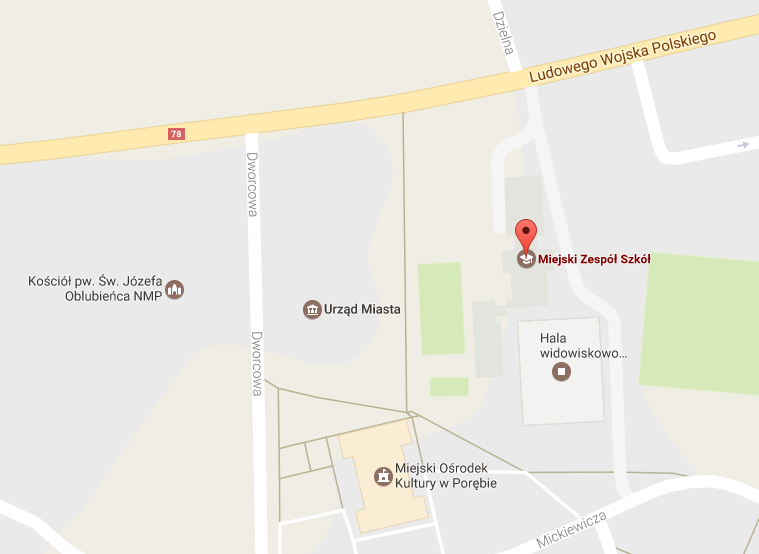 Dzielna
Ludowego Wojska Polskiego
78
Dworcowa
Miejski Zespół Szkół
Kościół pw. Św. Józefa
Oblubieńca NMP
Urząd Miasta
Hala
widowiskowo...
Dworcowa
Miejski Ośrodek
Kultury w Porębie
Mickiewicza